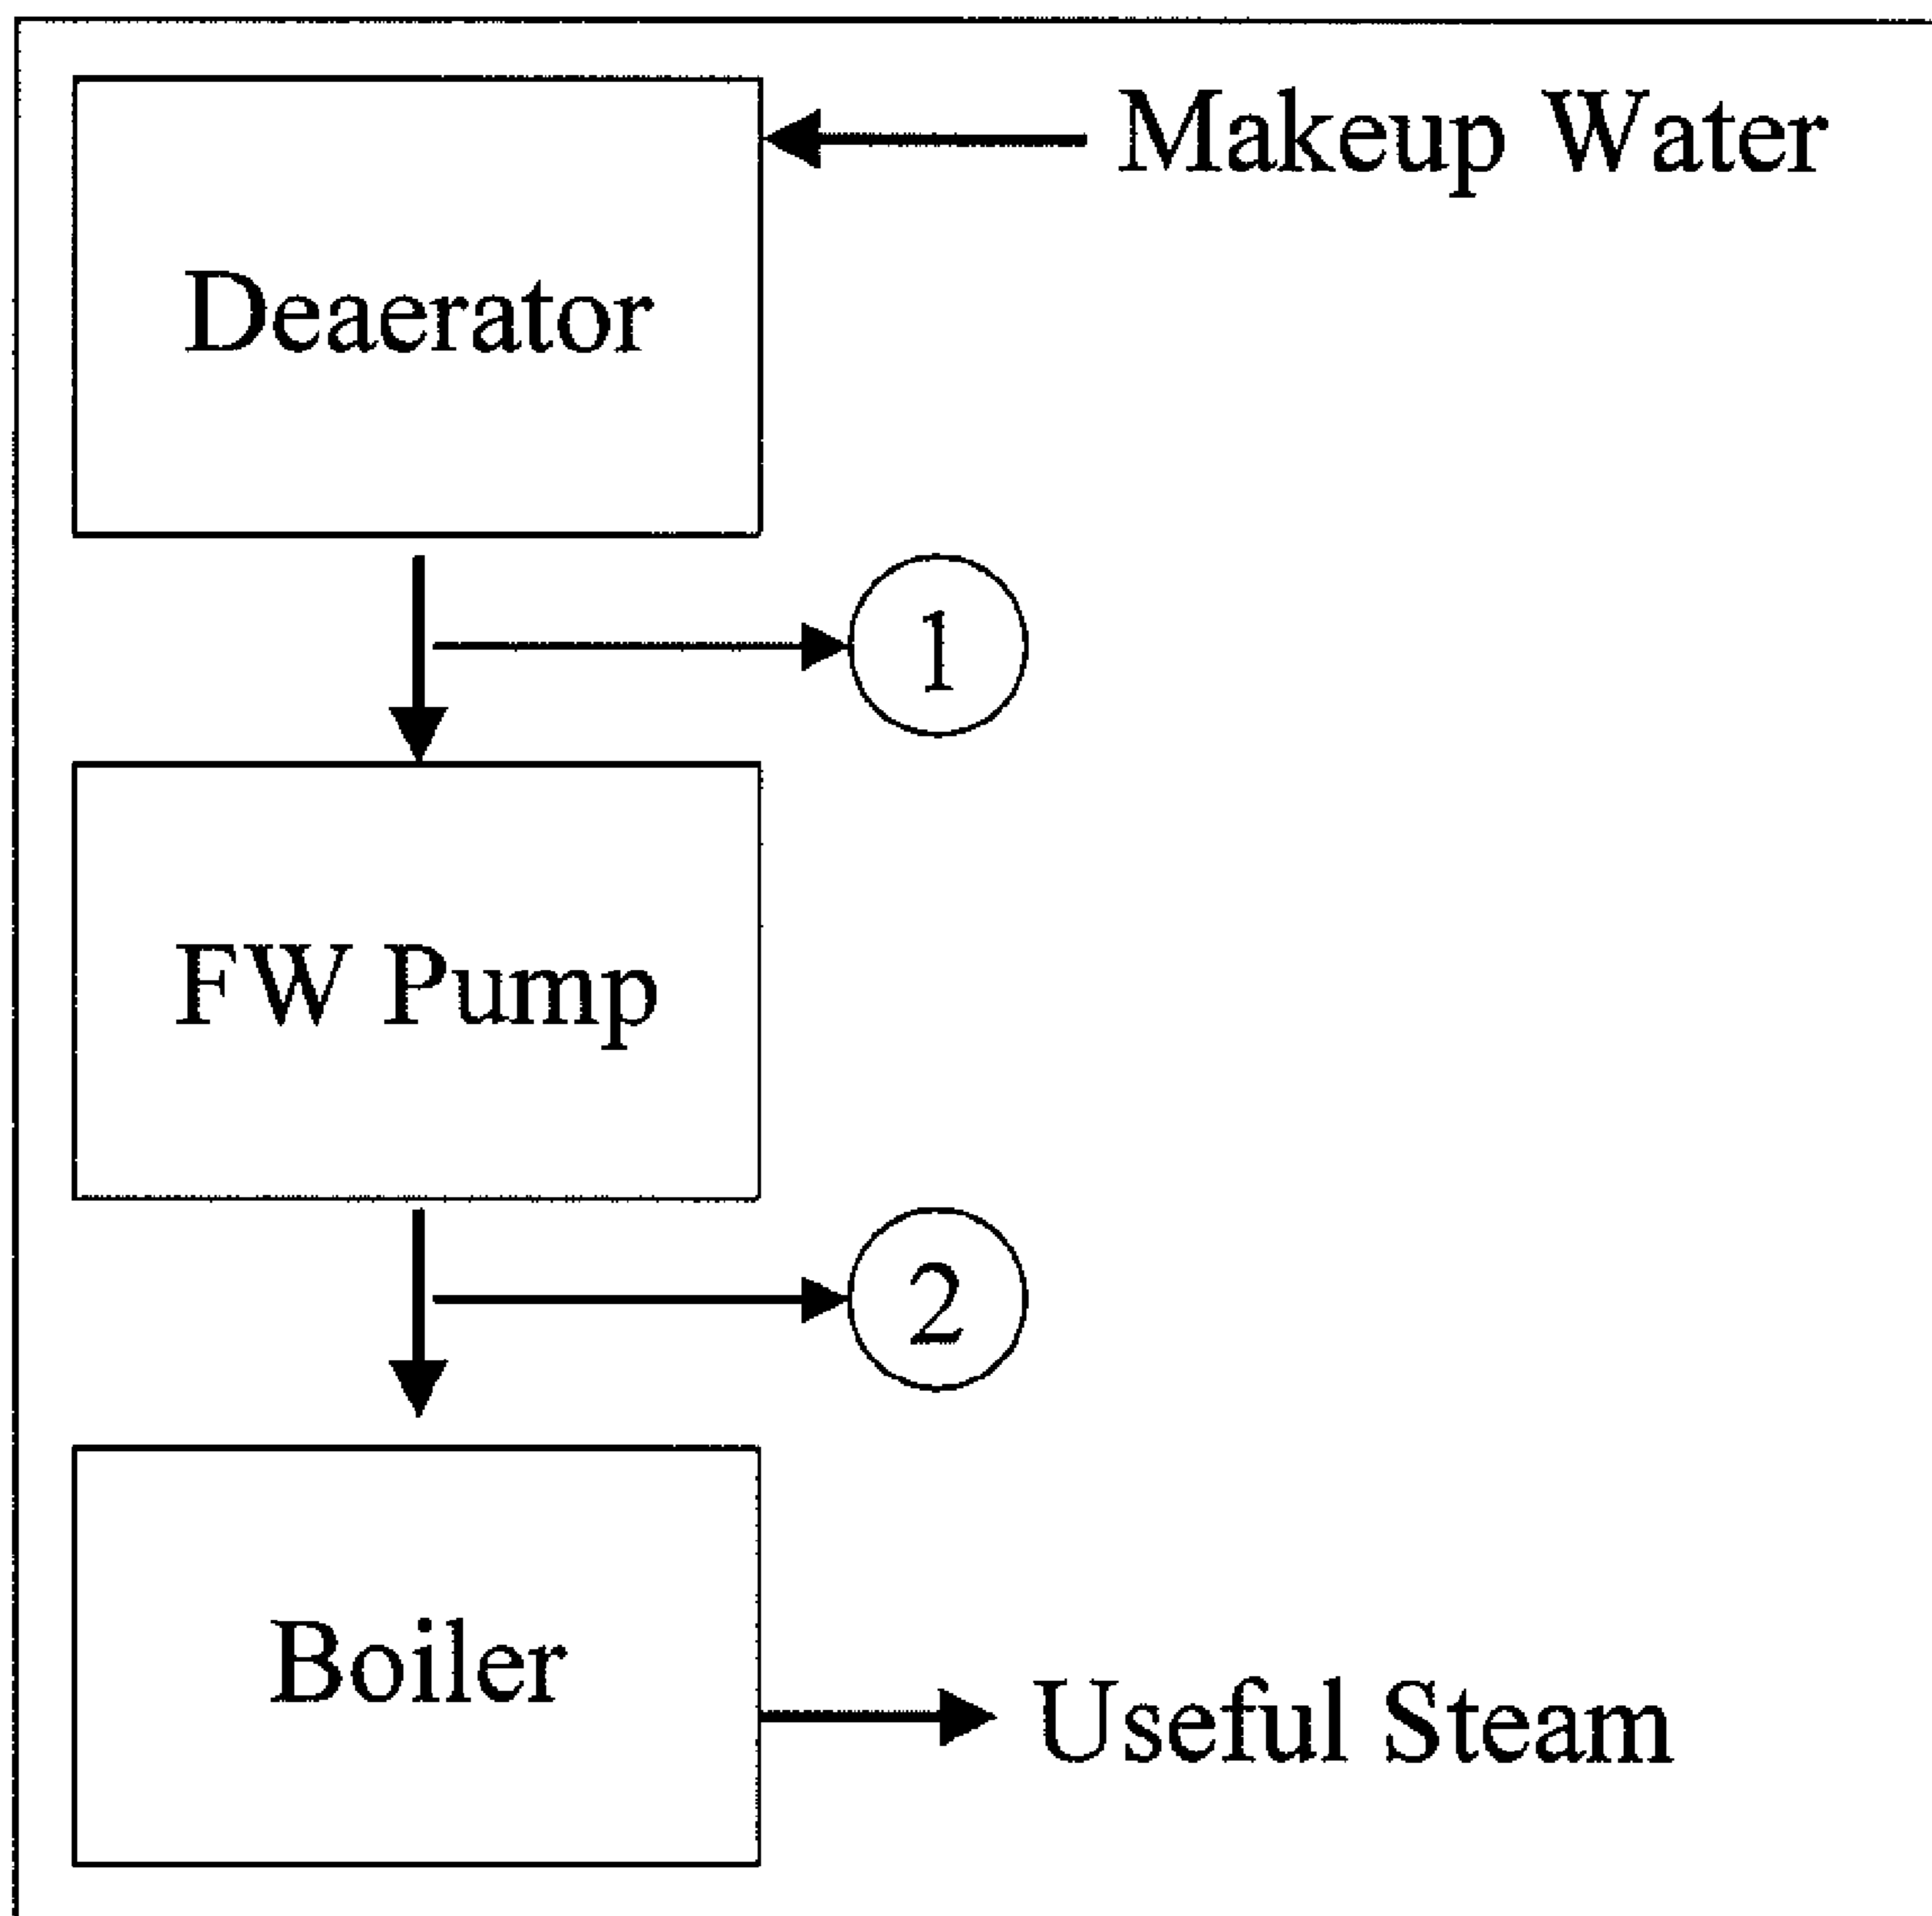 Makeup Water
Deaerator
1
FW Pump
2
Boiler
Useful Steam